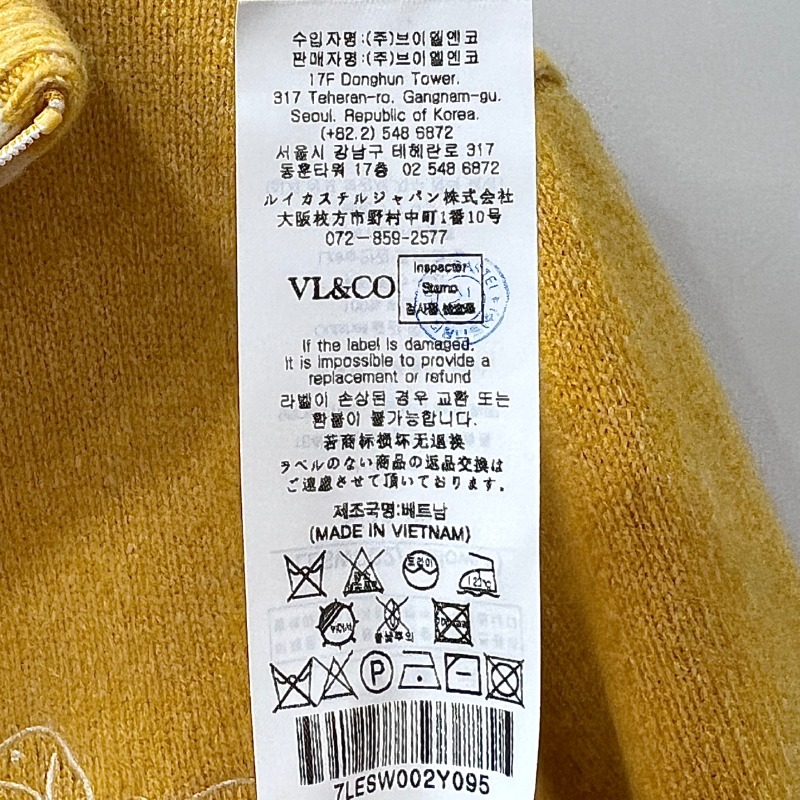 수입자명:(주)브이엘엔코
판매자명:(주)브이엘엔코
17F Donghun Tower,
317 Teheran-ro, Gangnam-gu,
Seoul, Republic of Korea.
(+82.2) 548 6872
서울시 강남구 테헤란로 317
동훈타워 17층 02 548 6872
ルイカステルジャパン株式会社
大阪枚方市野村中町1番10号
072-859-2577
VL&CO
Inspector
Stamp
If the label is damaged,
It is impossible to provide a
replacement or refund
라벨이 손상된 경우 교환 또는
환불이 불가능합니다.
若商标损坏无退换
ラベルのない商品の返品交換は
ご遠慮させて頂いております。
제조국명:베트남
(MADE IN VIETNAM)
드라이
P
7LESW002Y095